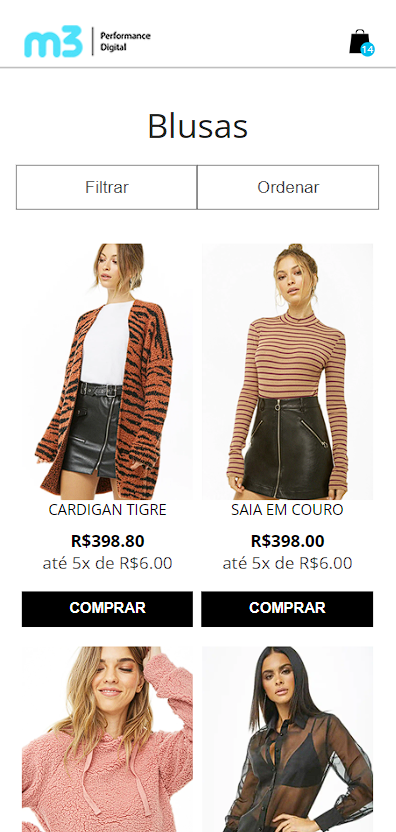 m3
Performance
Digital
14
Blusas
Filtrar
Ordenar
CARDIGAN TIGRE
R$398.80
até 5x de R$6.00
COMPRAR
SAIA EM COURO
R$398.00
até 5x de R$6.00
COMPRAR